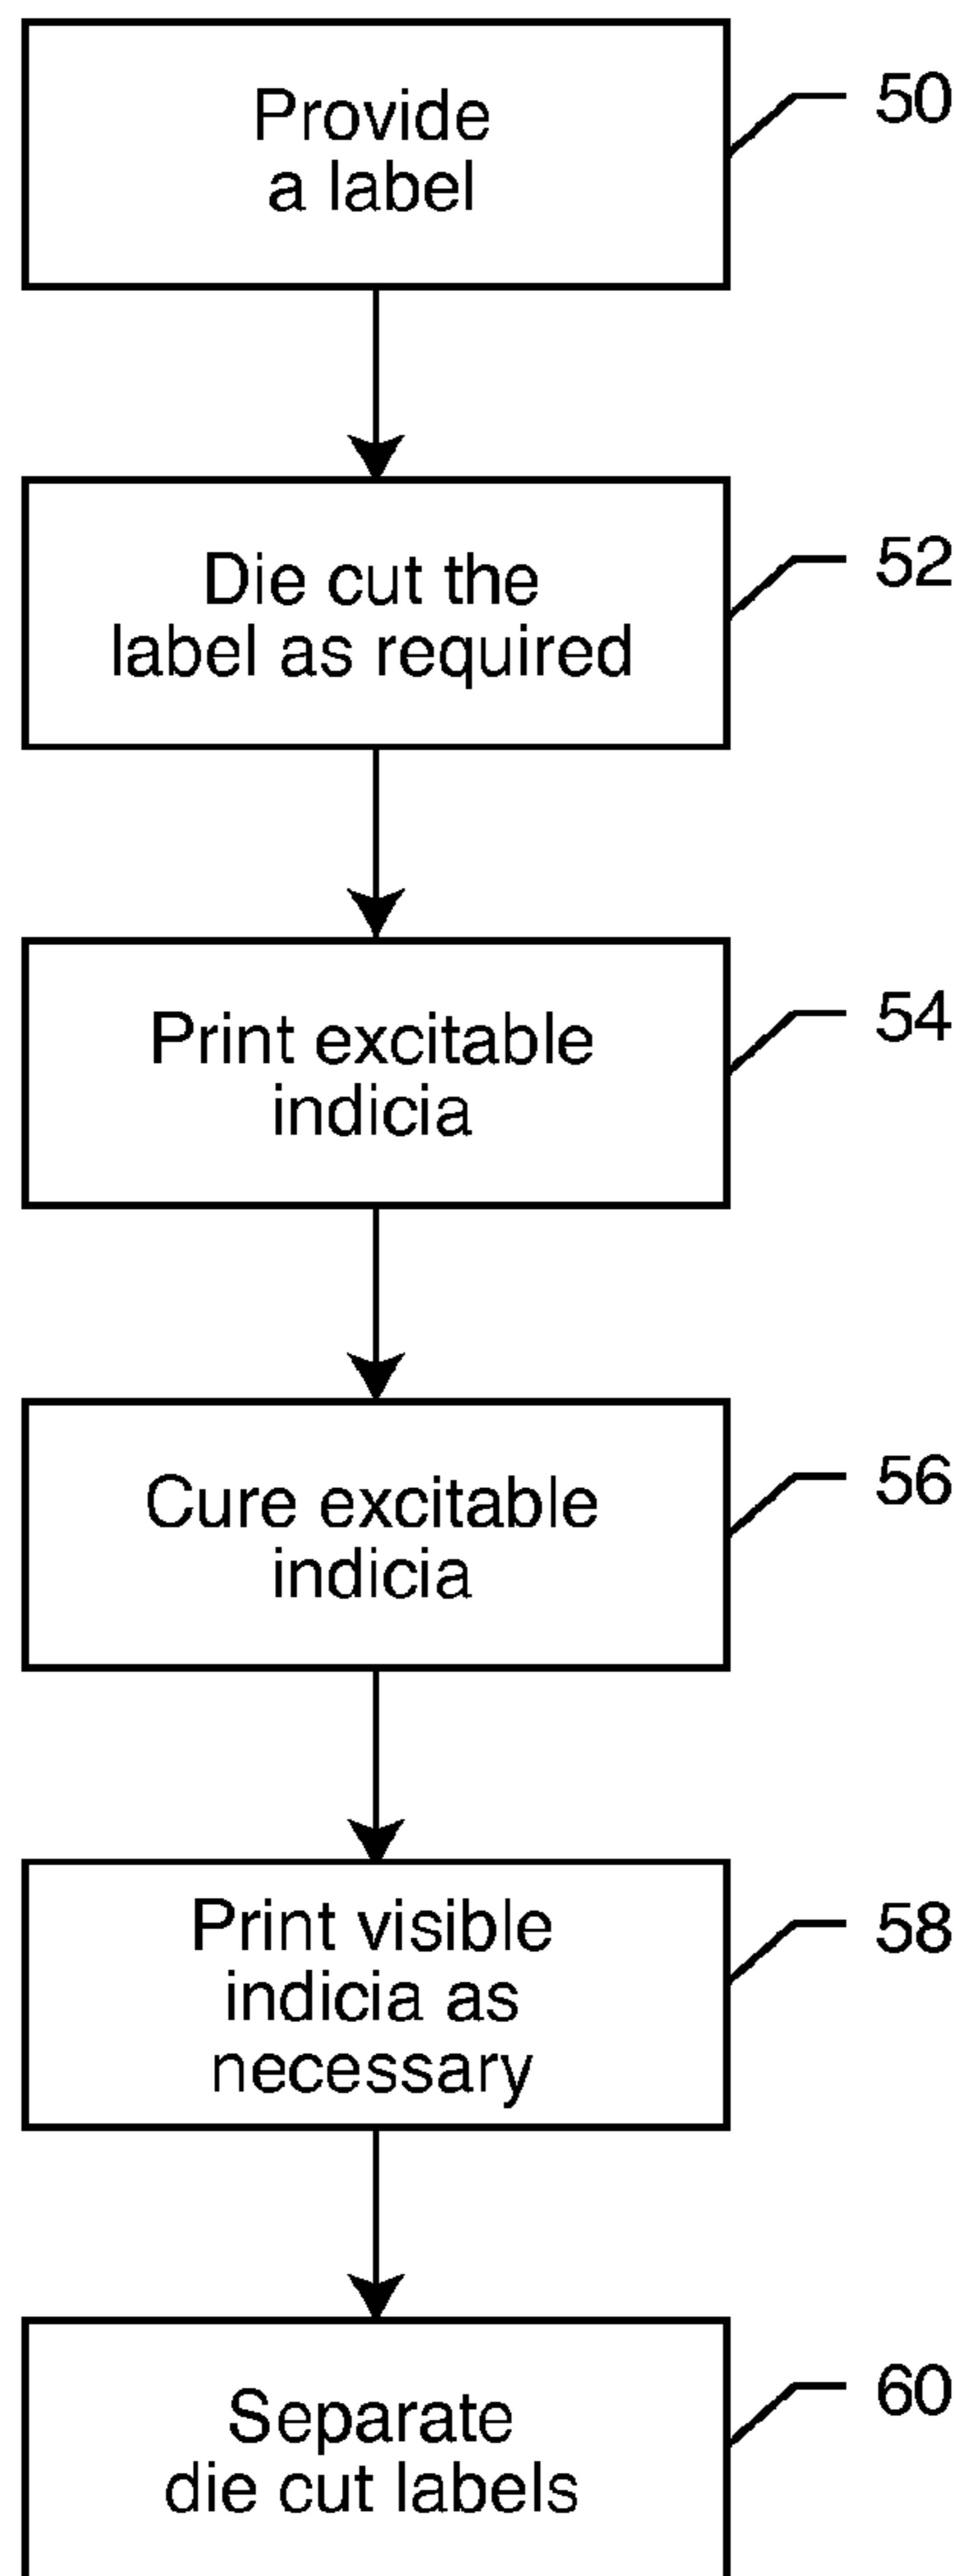 Provide
a label
50
Die cut the
label as required
52
Print excitable
indicia
54
Cure excitable
indicia
56
Print visible
indicia as
necessary
58
Separate
die cut labels
60